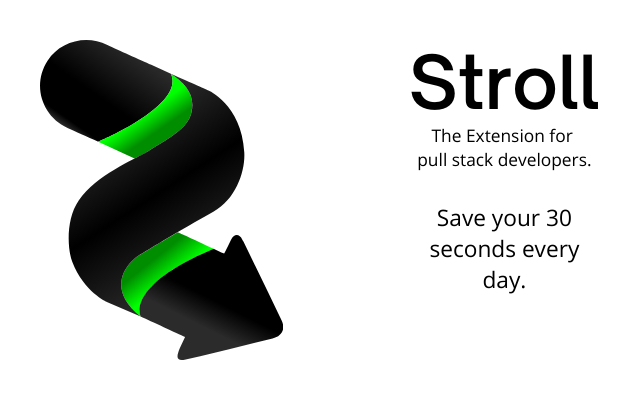 Stroll
The Extension for
pull stack developers.
Save your 30
seconds every
day.